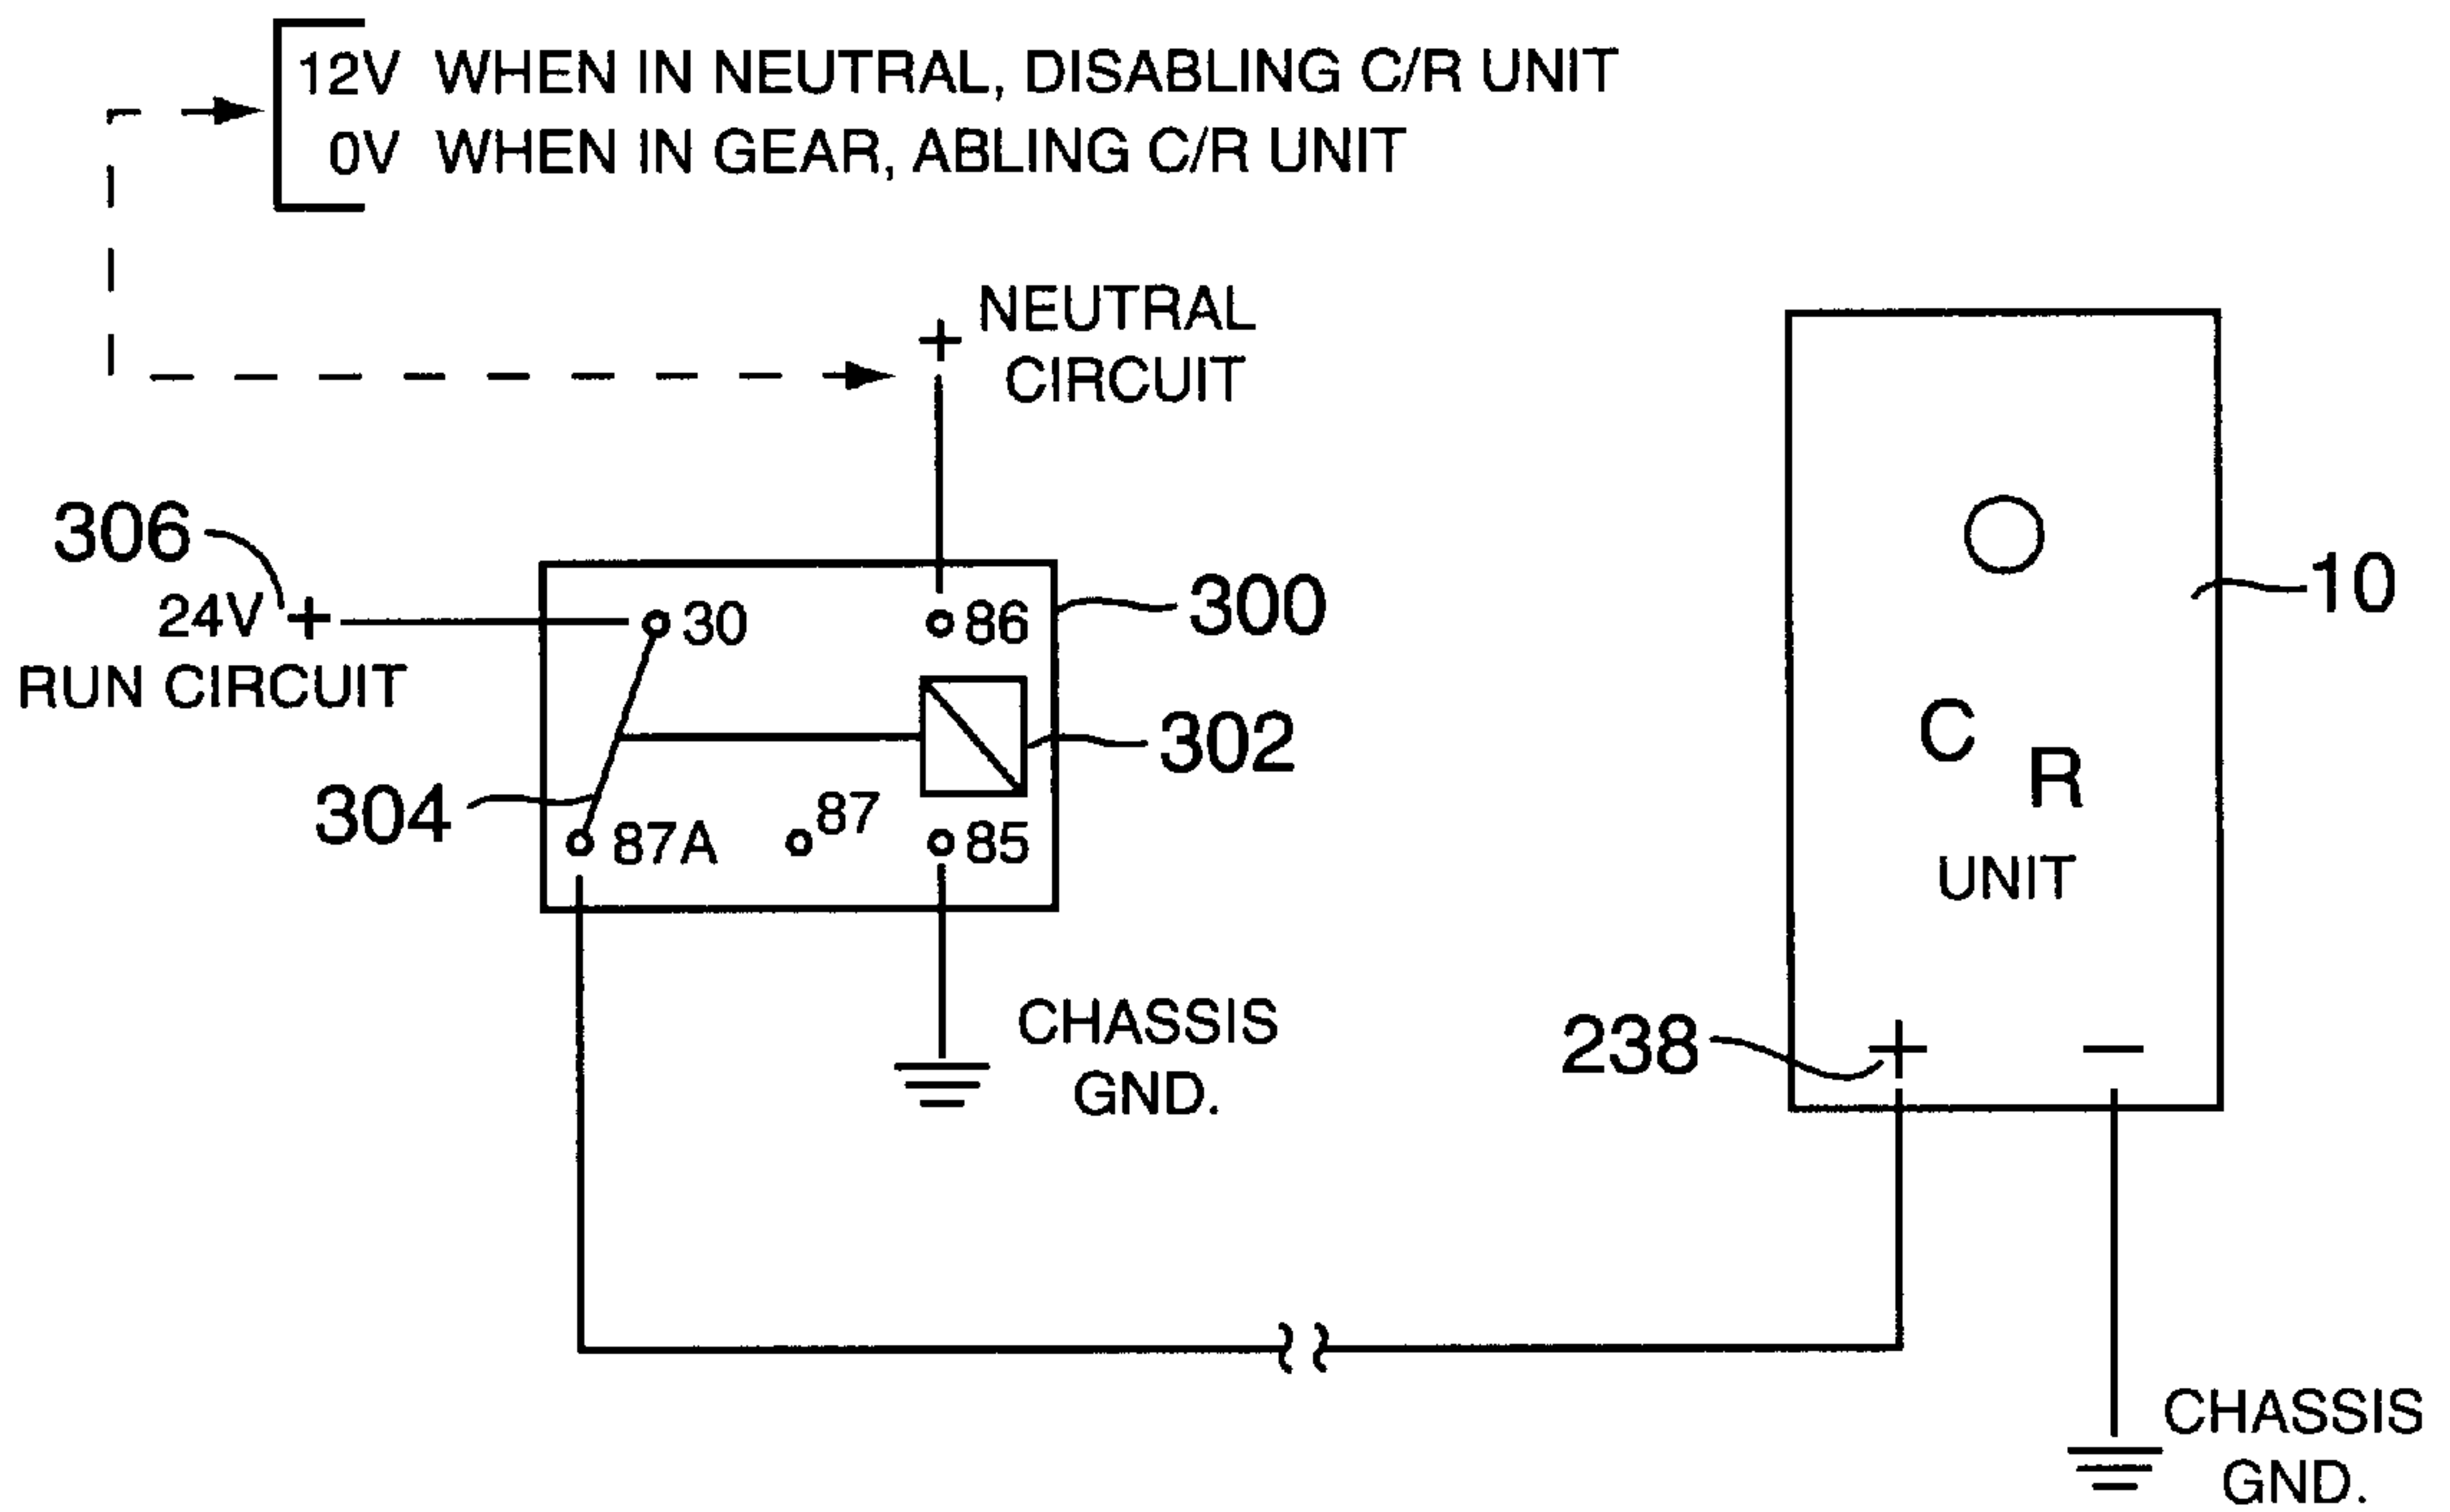 12V WHEN IN NEUTRAL, DISABLING C/R UNIT
0V WHEN IN GEAR, ABLING C/R UNIT
+ NEUTRAL
CIRCUIT
306
24V +
RUN CIRCUIT
30
86
300
302
304
87A
87
85
CHASSIS
GND.
10
C
R
UNIT
238
+ −
CHASSIS
GND.